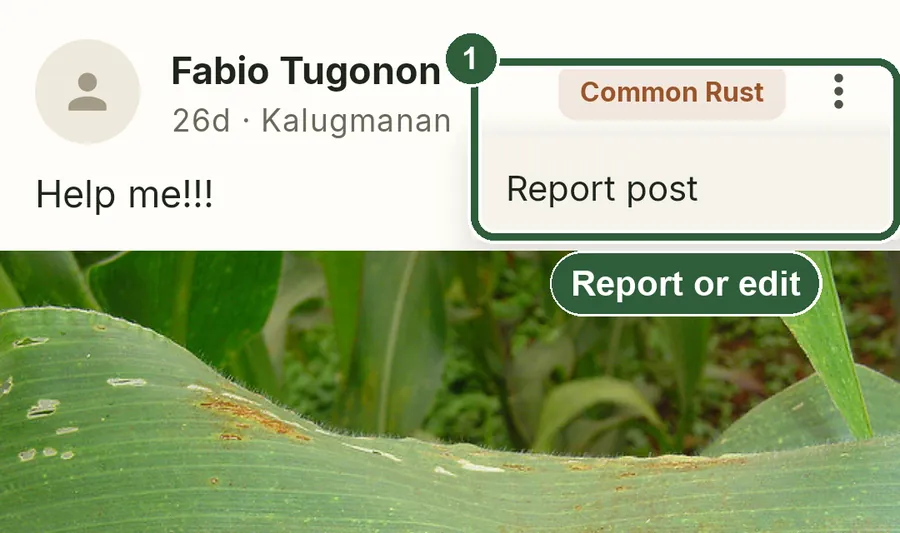 Fabio Tugonon
1
Common Rust
26d · Kalugmanan
Report post
Help me!!!
Report or edit